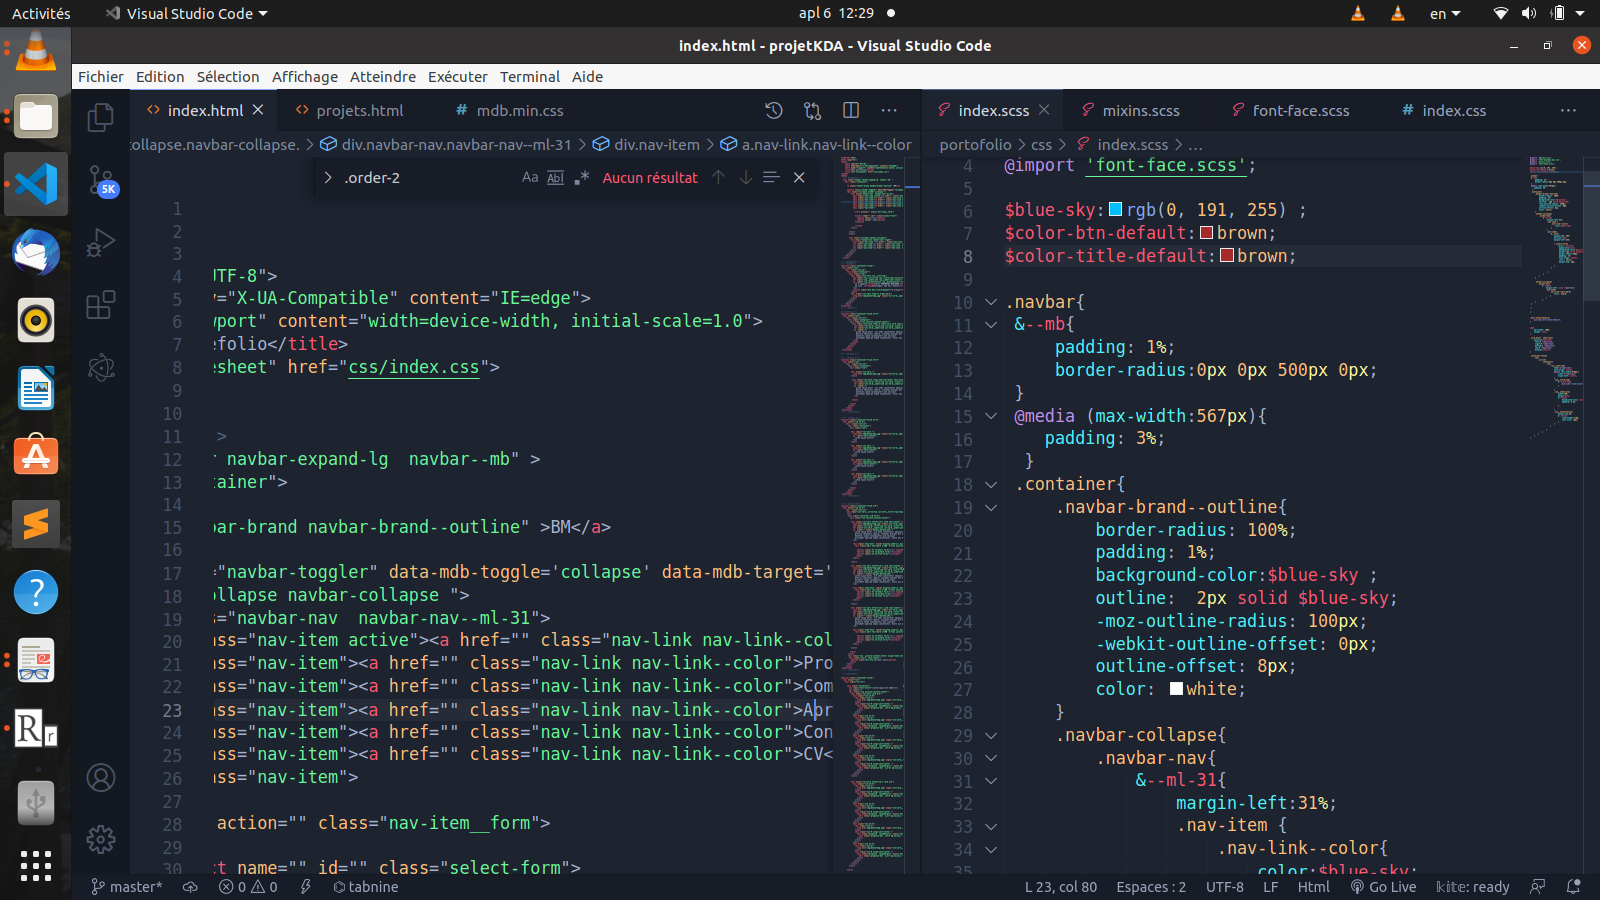 Activités
Visual Studio Code
apl 6 12:29
en
index.html - projetKDA - Visual Studio Code
Fichier Edition Sélection Affichage Atteindre Exécuter Terminal Aide
index.html
projets.html
# mdb.min.css
index.scss
mixins.scss
font-face.scss
# index.css
collapse.navbar-collapse. > div.navbar-nav.navbar-nav--ml-31 > div.nav-item > a.nav-link.nav-link--color
portofolio > css > index.scss > ...
.order-2
Aa Abl .* Aucun résultat
5K
1
2
3
4 UTF-8">
5 ="X-UA-Compatible" content="IE=edge">
6 wport" content="width=device-width, initial-scale=1.0">
7 efolio</title>
8 esheet" href="css/index.css">
9
10
11 >
12 r navbar-expand-lg  navbar--mb" >
13 tainer">
14
15 bar-brand navbar-brand--outline" >BM</a>
16
17 ="navbar-toggler" data-mdb-toggle='collapse' data-mdb-target='
18 ollapse navbar-collapse ">
19 s="navbar-nav  navbar-nav--ml-31">
20 ass="nav-item active"><a href="" class="nav-link nav-link--col
21 ass="nav-item"><a href="" class="nav-link nav-link--color">Pro
22 ass="nav-item"><a href="" class="nav-link nav-link--color">Com
23 ass="nav-item"><a href="" class="nav-link nav-link--color">Apr
24 ass="nav-item"><a href="" class="nav-link nav-link--color">Con
25 ass="nav-item"><a href="" class="nav-link nav-link--color">CV<
26 ass="nav-item">
27
28 action="" class="nav-item__form">
29
30 ct name="" id="" class="select-form">
4 @import 'font-face.scss';
5
6 $blue-sky: rgb(0, 191, 255) ;
7 $color-btn-default: brown;
8 $color-title-default: brown;
9
10 .navbar{
11 &--mb{
12 padding: 1%;
13 border-radius:0px 0px 500px 0px;
14 }
15 @media (max-width:567px){
16 padding: 3%;
17 }
18 .container{
19 .navbar-brand--outline{
20 border-radius: 100%;
21 padding: 1%;
22 background-color:$blue-sky ;
23 outline:  2px solid $blue-sky;
24 -moz-outline-radius: 100px;
25 -webkit-outline-offset: 0px;
26 outline-offset: 8px;
27 color: white;
28 }
29 .navbar-collapse{
30 .navbar-nav{
31 &--ml-31{
32 margin-left:31%;
33 .nav-item {
34 .nav-link--color{
35 color:$blue-sky;
master*
0 0
tabnine
L 23, col 80
Espaces : 2
UTF-8
LF
Html
Go Live
kite: ready